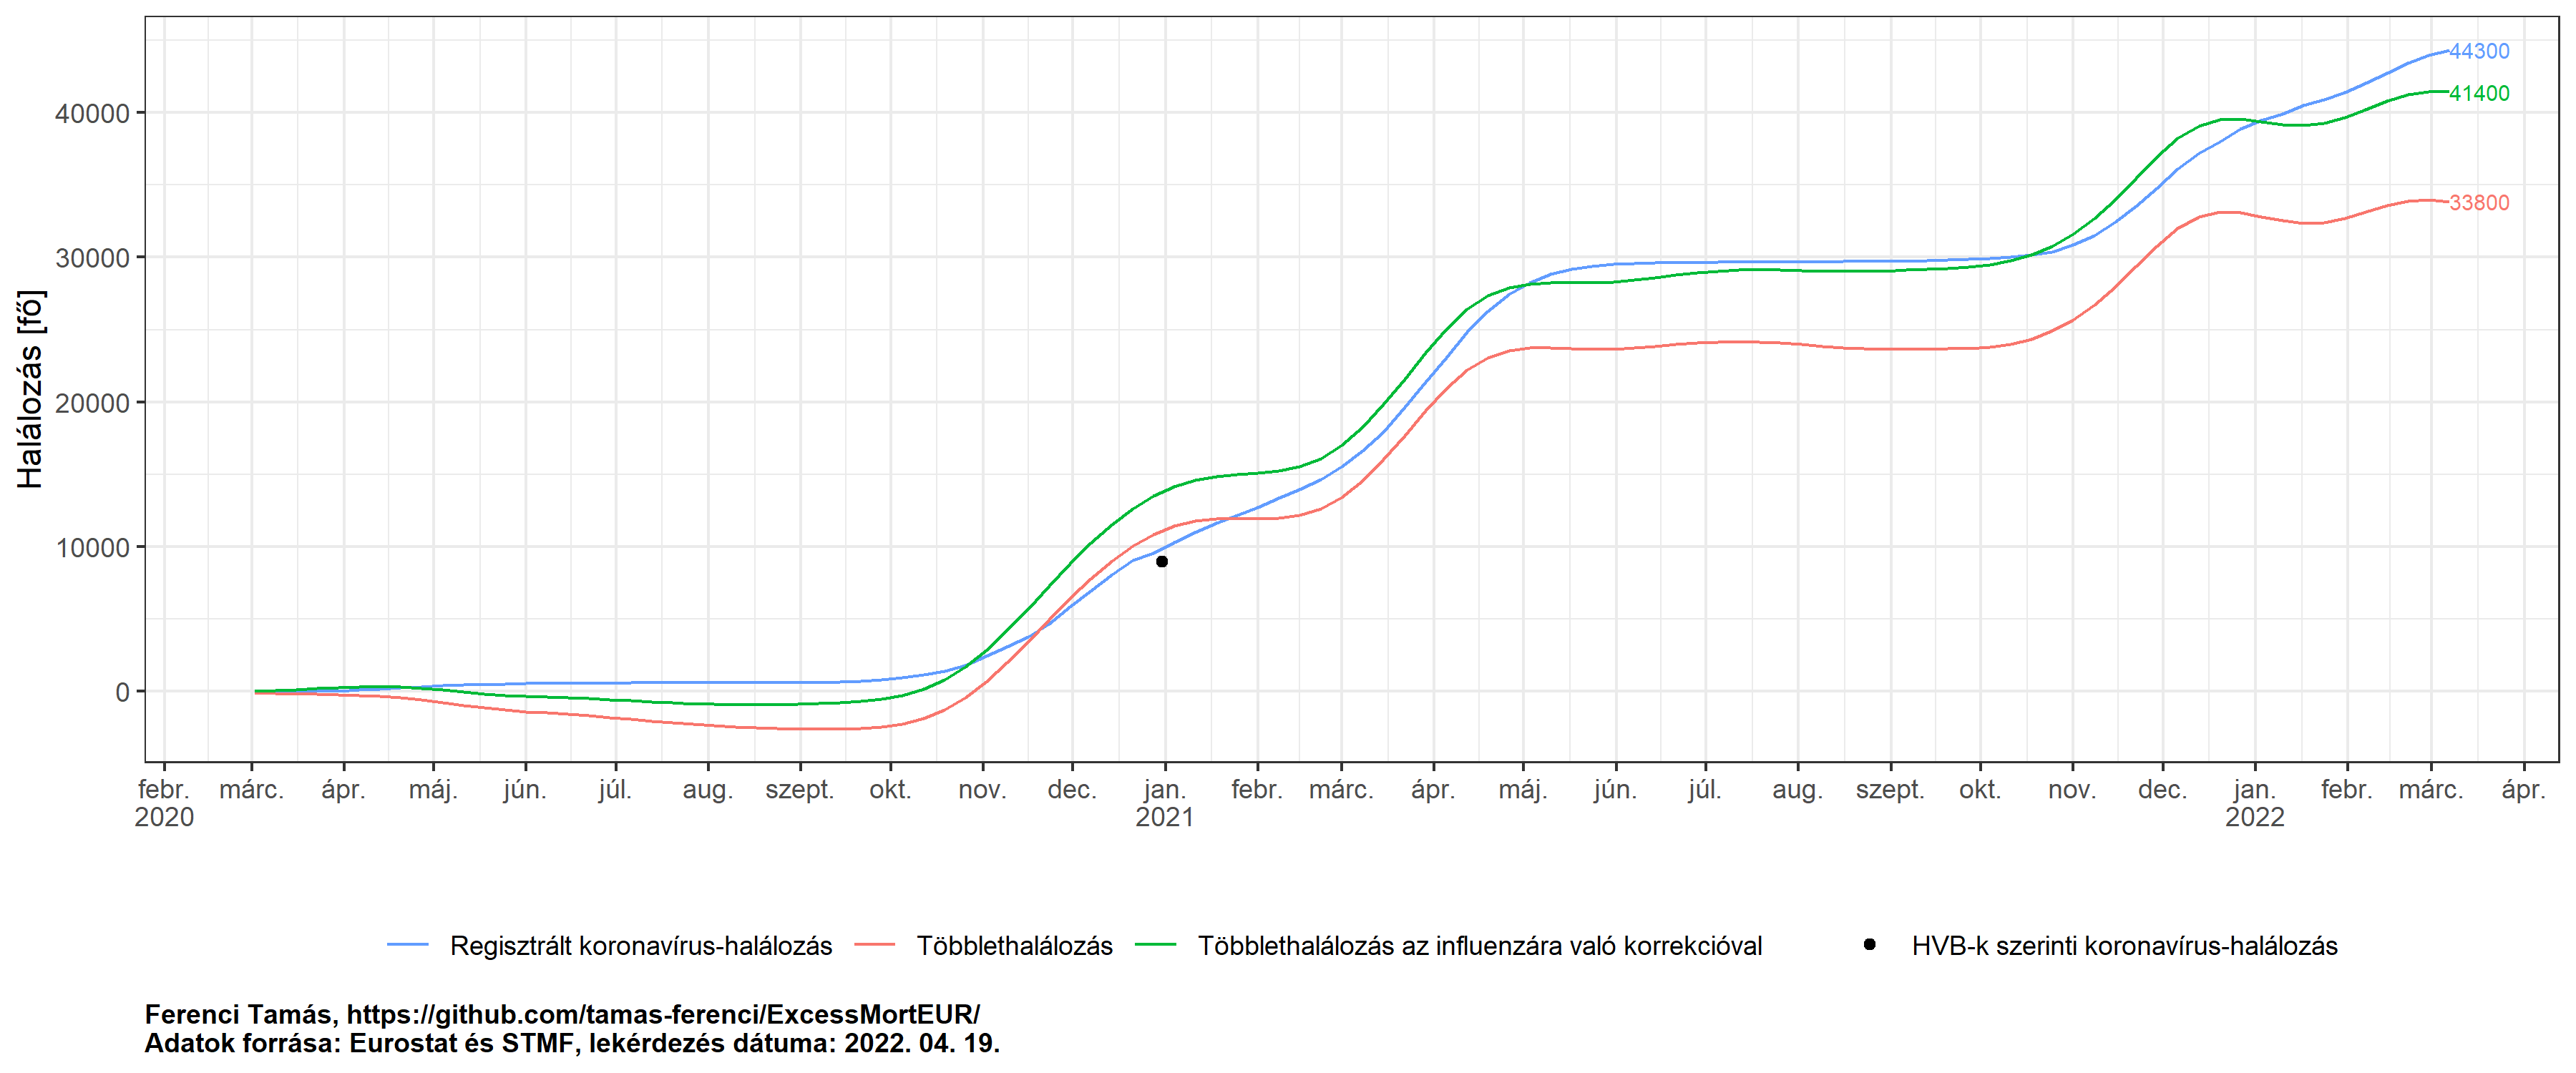 44300
41400
33800
40000
30000
20000
10000
0
Halálozás [fő]
febr. márc. ápr. máj. jún. júl. aug. szept. okt. nov. dec. jan. febr. márc. ápr. máj. jún. júl. aug. szept. okt. nov. dec. jan. febr. márc. ápr.
2020 2021 2022
Regisztrált koronavírus-halálozás Többlethalálozás Többlethalálozás az influenzára való korrekcióval HVB-k szerinti koronavírus-halálozás
Ferenci Tamás, https://github.com/tamas-ferenci/ExcessMortEUR/
Adatok forrása: Eurostat és STMF, lekérdezés dátuma: 2022. 04. 19.